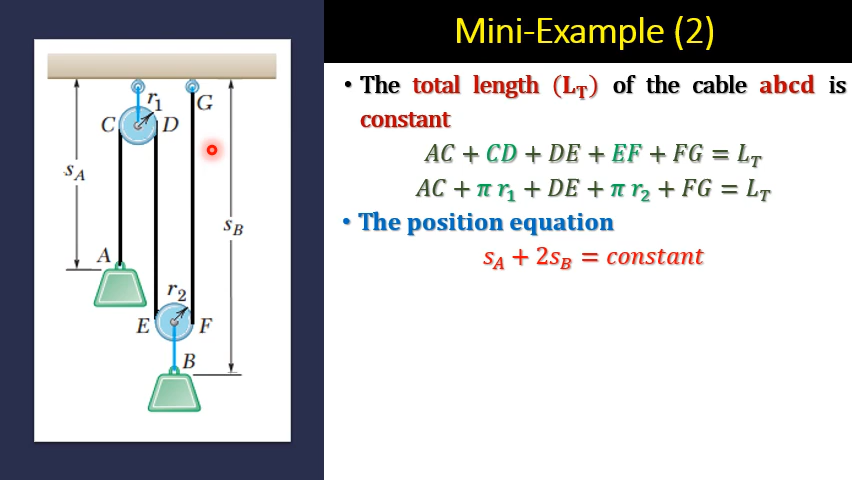 Mini-Example (2)
• The total length (L_T) of the cable abcd is
constant
AC + CD + DE + EF + FG = L_T
AC + π r₁ + DE + π r₂ + FG = L_T
• The position equation
s_A + 2s_B = constant
r₁
G
C
D
s_A
s_B
A
r₂
E
F
B